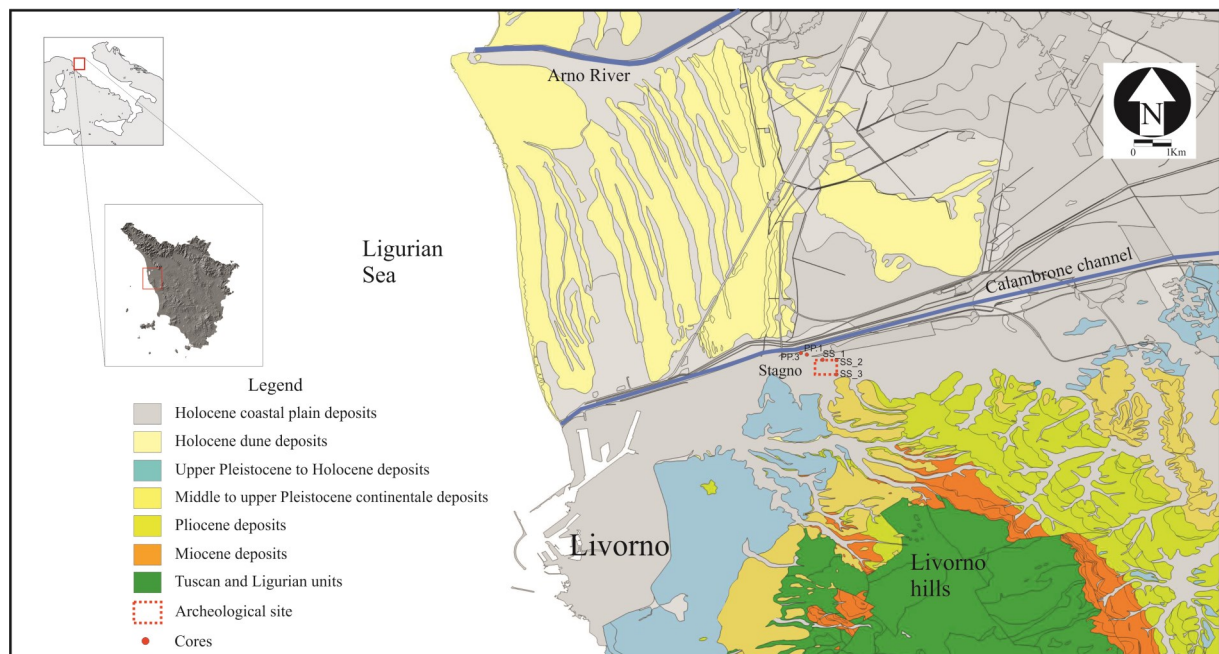 Arno River
N
0 1Km
Ligurian
Sea
Calambrone channel
PP.1
PP.3
SS_1
SS_2
Stagno
SS_3
Legend
Holocene coastal plain deposits
Holocene dune deposits
Upper Pleistocene to Holocene deposits
Middle to upper Pleistocene continentale deposits
Pliocene deposits
Miocene deposits
Tuscan and Ligurian units
Archeological site
Cores
Livorno
Livorno
hills